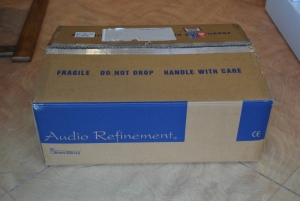 FRAGILE DO NOT DROP HANDLE WITH CARE
Audio Refinement®
CE